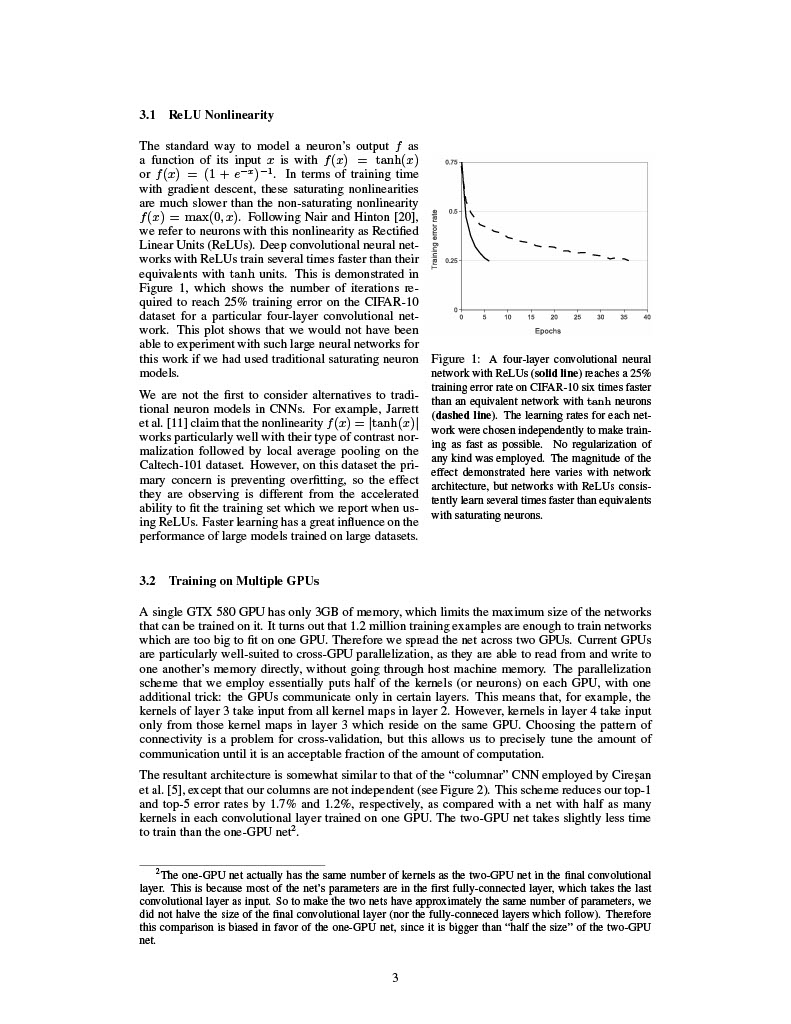 3.1 ReLU Nonlinearity
The standard way to model a neuron's output f as
a function of its input x is with f(x) = tanh(x)
or f(x) = (1 + e⁻ˣ)⁻¹. In terms of training time
with gradient descent, these saturating nonlinearities
are much slower than the non-saturating nonlinearity
f(x) = max(0, x). Following Nair and Hinton [20],
we refer to neurons with this nonlinearity as Rectified
Linear Units (ReLUs). Deep convolutional neural net-
works with ReLUs train several times faster than their
equivalents with tanh units. This is demonstrated in
Figure 1, which shows the number of iterations re-
quired to reach 25% training error on the CIFAR-10
dataset for a particular four-layer convolutional net-
work. This plot shows that we would not have been
able to experiment with such large neural networks for
this work if we had used traditional saturating neuron
models.
We are not the first to consider alternatives to tradi-
tional neuron models in CNNs. For example, Jarrett
et al. [11] claim that the nonlinearity f(x) = |tanh(x)|
works particularly well with their type of contrast nor-
malization followed by local average pooling on the
Caltech-101 dataset. However, on this dataset the pri-
mary concern is preventing overfitting, so the effect
they are observing is different from the accelerated
ability to fit the training set which we report when us-
ing ReLUs. Faster learning has a great influence on the
performance of large models trained on large datasets.
0.75
0.5
0.25
0
Training error rate
0 5 10 15 20 25 30 35 40
Epochs
Figure 1: A four-layer convolutional neural
network with ReLUs (solid line) reaches a 25%
training error rate on CIFAR-10 six times faster
than an equivalent network with tanh neurons
(dashed line). The learning rates for each net-
work were chosen independently to make train-
ing as fast as possible. No regularization of
any kind was employed. The magnitude of the
effect demonstrated here varies with network
architecture, but networks with ReLUs consis-
tently learn several times faster than equivalents
with saturating neurons.
3.2 Training on Multiple GPUs
A single GTX 580 GPU has only 3GB of memory, which limits the maximum size of the networks
that can be trained on it. It turns out that 1.2 million training examples are enough to train networks
which are too big to fit on one GPU. Therefore we spread the net across two GPUs. Current GPUs
are particularly well-suited to cross-GPU parallelization, as they are able to read from and write to
one another's memory directly, without going through host machine memory. The parallelization
scheme that we employ essentially puts half of the kernels (or neurons) on each GPU, with one
additional trick: the GPUs communicate only in certain layers. This means that, for example, the
kernels of layer 3 take input from all kernel maps in layer 2. However, kernels in layer 4 take input
only from those kernel maps in layer 3 which reside on the same GPU. Choosing the pattern of
connectivity is a problem for cross-validation, but this allows us to precisely tune the amount of
communication until it is an acceptable fraction of the amount of computation.
The resultant architecture is somewhat similar to that of the “columnar” CNN employed by Cireşan
et al. [5], except that our columns are not independent (see Figure 2). This scheme reduces our top-1
and top-5 error rates by 1.7% and 1.2%, respectively, as compared with a net with half as many
kernels in each convolutional layer trained on one GPU. The two-GPU net takes slightly less time
to train than the one-GPU net².
²The one-GPU net actually has the same number of kernels as the two-GPU net in the final convolutional
layer. This is because most of the net's parameters are in the first fully-connected layer, which takes the last
convolutional layer as input. So to make the two nets have approximately the same number of parameters, we
did not halve the size of the final convolutional layer (nor the fully-conneced layers which follow). Therefore
this comparison is biased in favor of the one-GPU net, since it is bigger than “half the size” of the two-GPU
net.
3